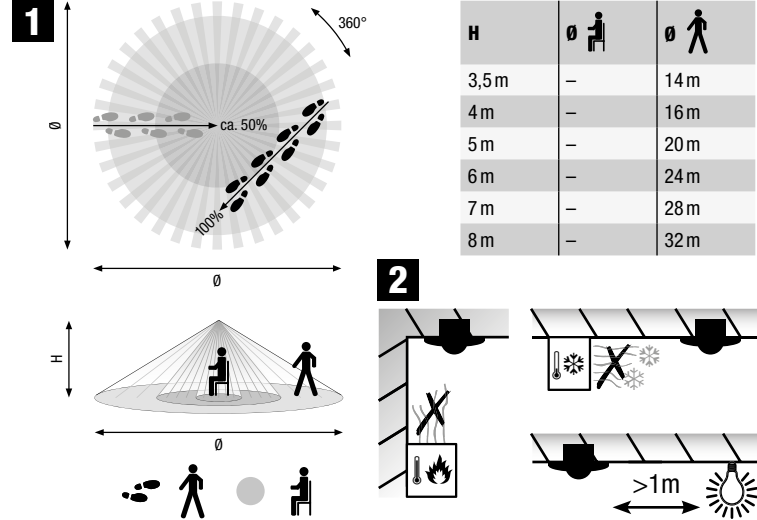 1
360°
Ø
ca. 50%
100%
Ø
H
Ø
H Ø Ø
3,5 m – 14 m
4 m – 16 m
5 m – 20 m
6 m – 24 m
7 m – 28 m
8 m – 32 m
2
>1m